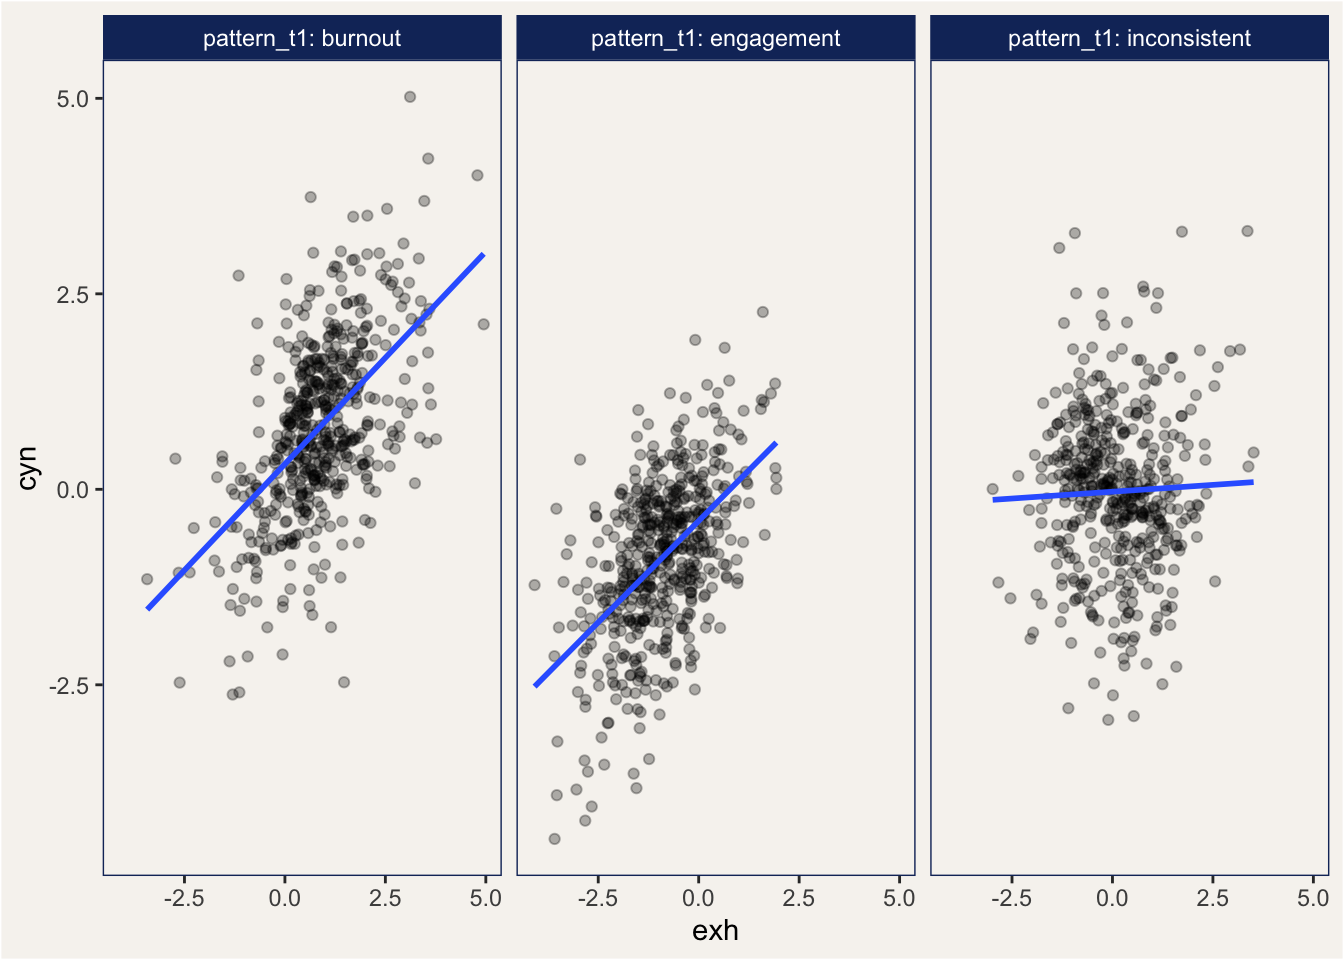 pattern_t1: burnout
pattern_t1: engagement
pattern_t1: inconsistent
5.0
2.5
0.0
-2.5
cyn
-2.5 0.0 2.5 5.0
-2.5 0.0 2.5 5.0
-2.5 0.0 2.5 5.0
exh